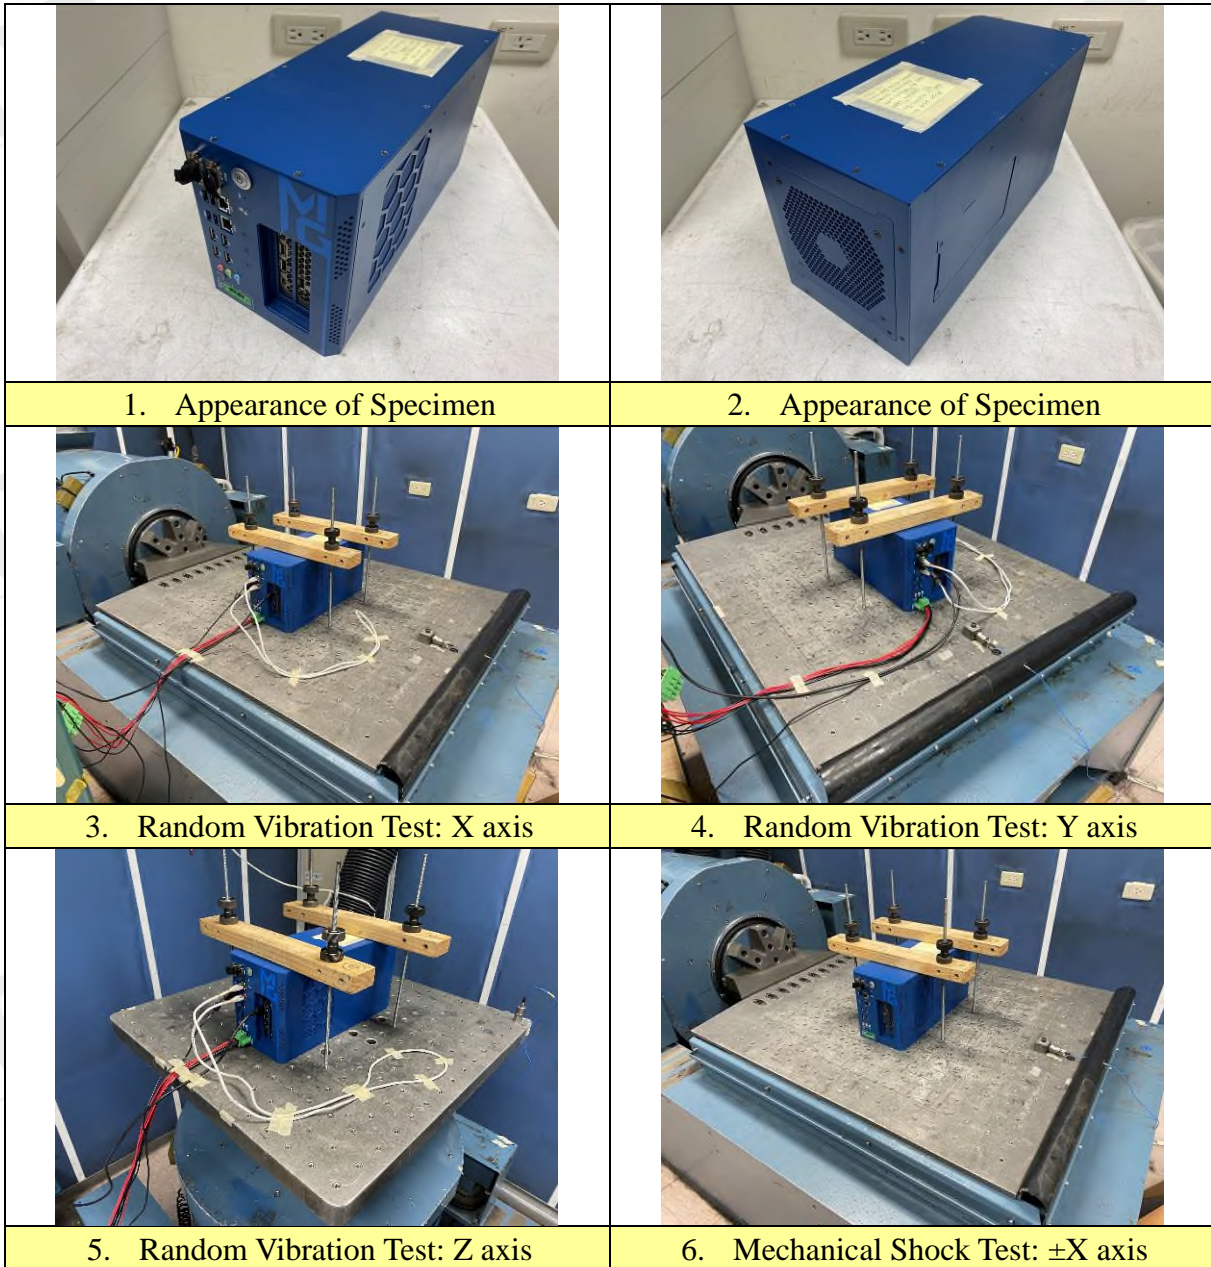 MIG
1. Appearance of Specimen
2. Appearance of Specimen
3. Random Vibration Test: X axis
4. Random Vibration Test: Y axis
5. Random Vibration Test: Z axis
6. Mechanical Shock Test: ±X axis